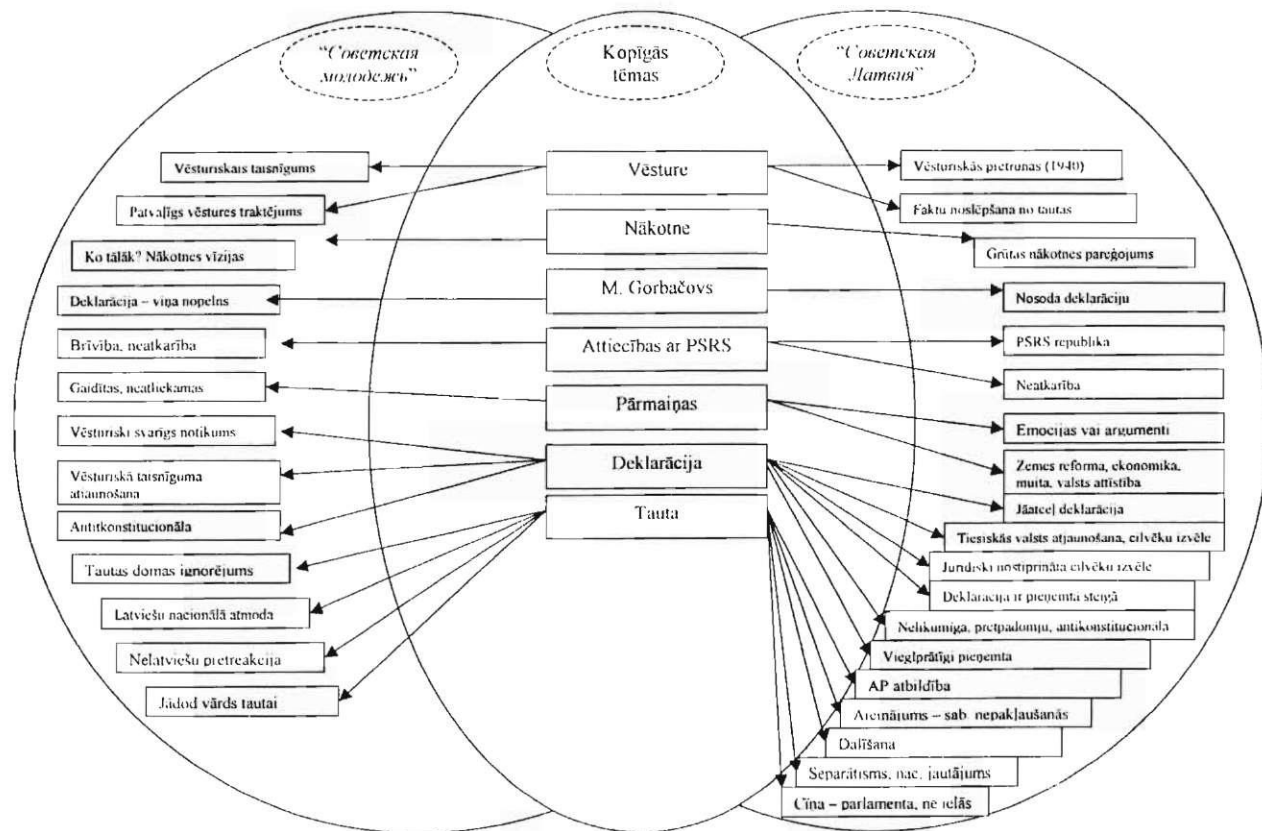 “Советская
молодежь”
Kopīgās
tēmas
“Советская
Латвия”
Vēsture
Nākotne
M. Gorbačovs
Attiecības ar PSRS
Pārmaiņas
Deklarācija
Tauta
Vēsturiskais taisnīgums
Patvaļīgs vēstures traktējums
Ko tālāk? Nākotnes vīzijas
Deklarācija – viņa nopelns
Brīvība, neatkarība
Gaidītas, neatliekamas
Vēsturiski svarīgs notikums
Vēsturiskā taisnīguma
atjaunošana
Antitkonstitucionāla
Tautas domas ignorējums
Latviešu nacionālā atmoda
Nelatviešu pretreakcija
Jādod vārds tautai
Vēsturiskās pietrunas (1940)
Faktu noslēpšana no tautas
Grūtas nākotnes pareģojums
Nosoda deklarāciju
PSRS republika
Neatkarība
Emocijas vai argumenti
Zemes reforma, ekonomika,
muita, valsts attīstība
Jāatceļ deklarācija
Tiesiskās valsts atjaunošana, cilvēku izvēle
Juridiski nostiprināta cilvēku izvēle
Deklarācija ir pieņemta steigā
Nelikumīga, pretpadomju, antikonstitucionāla
Vieglprātīgi pieņemta
AP atbildība
Aicinājums – sab. nepakļaušanās
Dalīšana
Separātisms, nac. jautājums
Cīņa – parlamenta, ne ielās